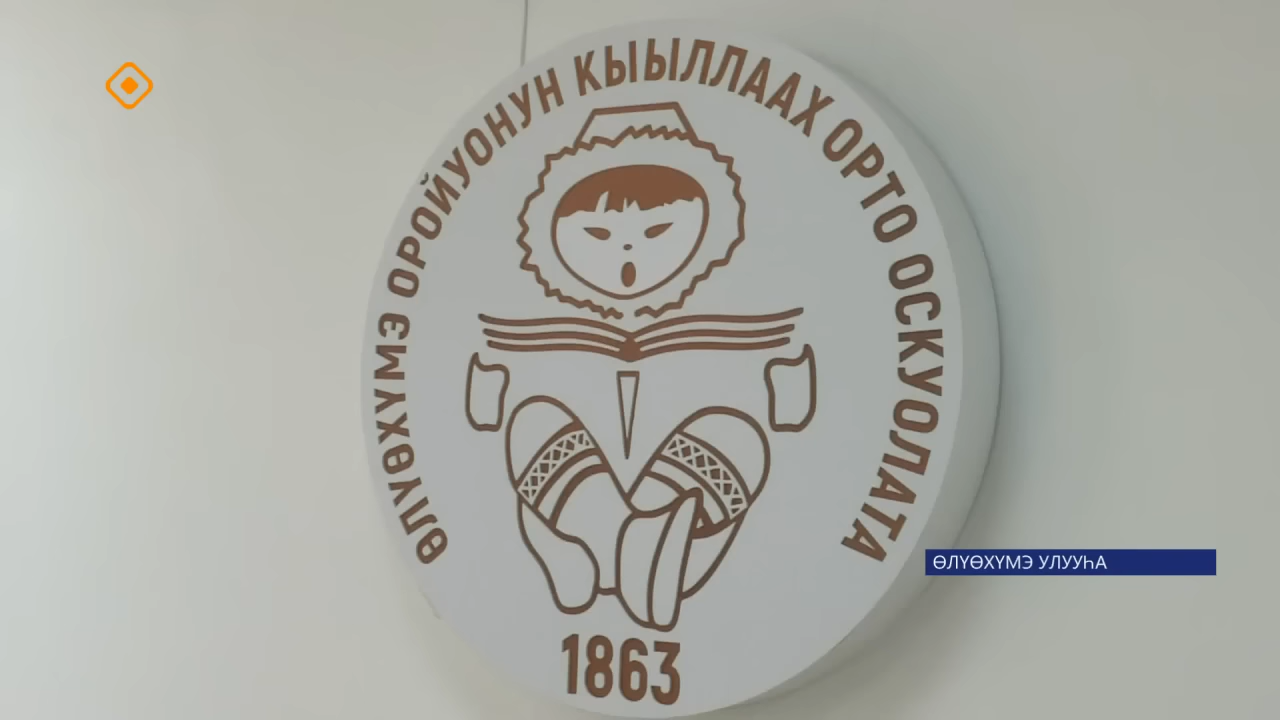 ӨЛҮӨХҮМЭ ОРОЙУОНУН КЫЫЛЛААХ ОРТО ОСКУОЛАТА
1863
ӨЛҮӨХҮМЭ УЛУУҺА